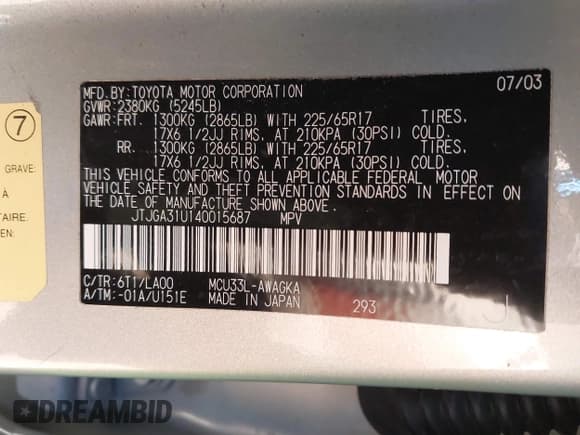 MFD. BY: TOYOTA MOTOR CORPORATION 07/03
GVWR: 2380KG (5245LB)
GAWR: FRT. 1300KG (2865LB) WITH 225/65R17 TIRES,
17X6 1/2JJ RIMS, AT 210KPA (30PSI) COLD.
RR. 1300KG (2865LB) WITH 225/65R17 TIRES,
17X6 1/2JJ RIMS, AT 210KPA (30PSI) COLD.
THIS VEHICLE CONFORMS TO ALL APPLICABLE FEDERAL MOTOR
VEHICLE SAFETY AND THEFT PREVENTION STANDARDS IN EFFECT ON
THE DATE OF MANUFACTURE SHOWN ABOVE.
JTJGA31U140015687 MPV
C/TR: 6T1/LA00 MCU33L-AWAGKA
A/TM: -01A/U151E MADE IN JAPAN 293
J
7
GRAVE:
À
TAIRE.
EN:
DREAMBID